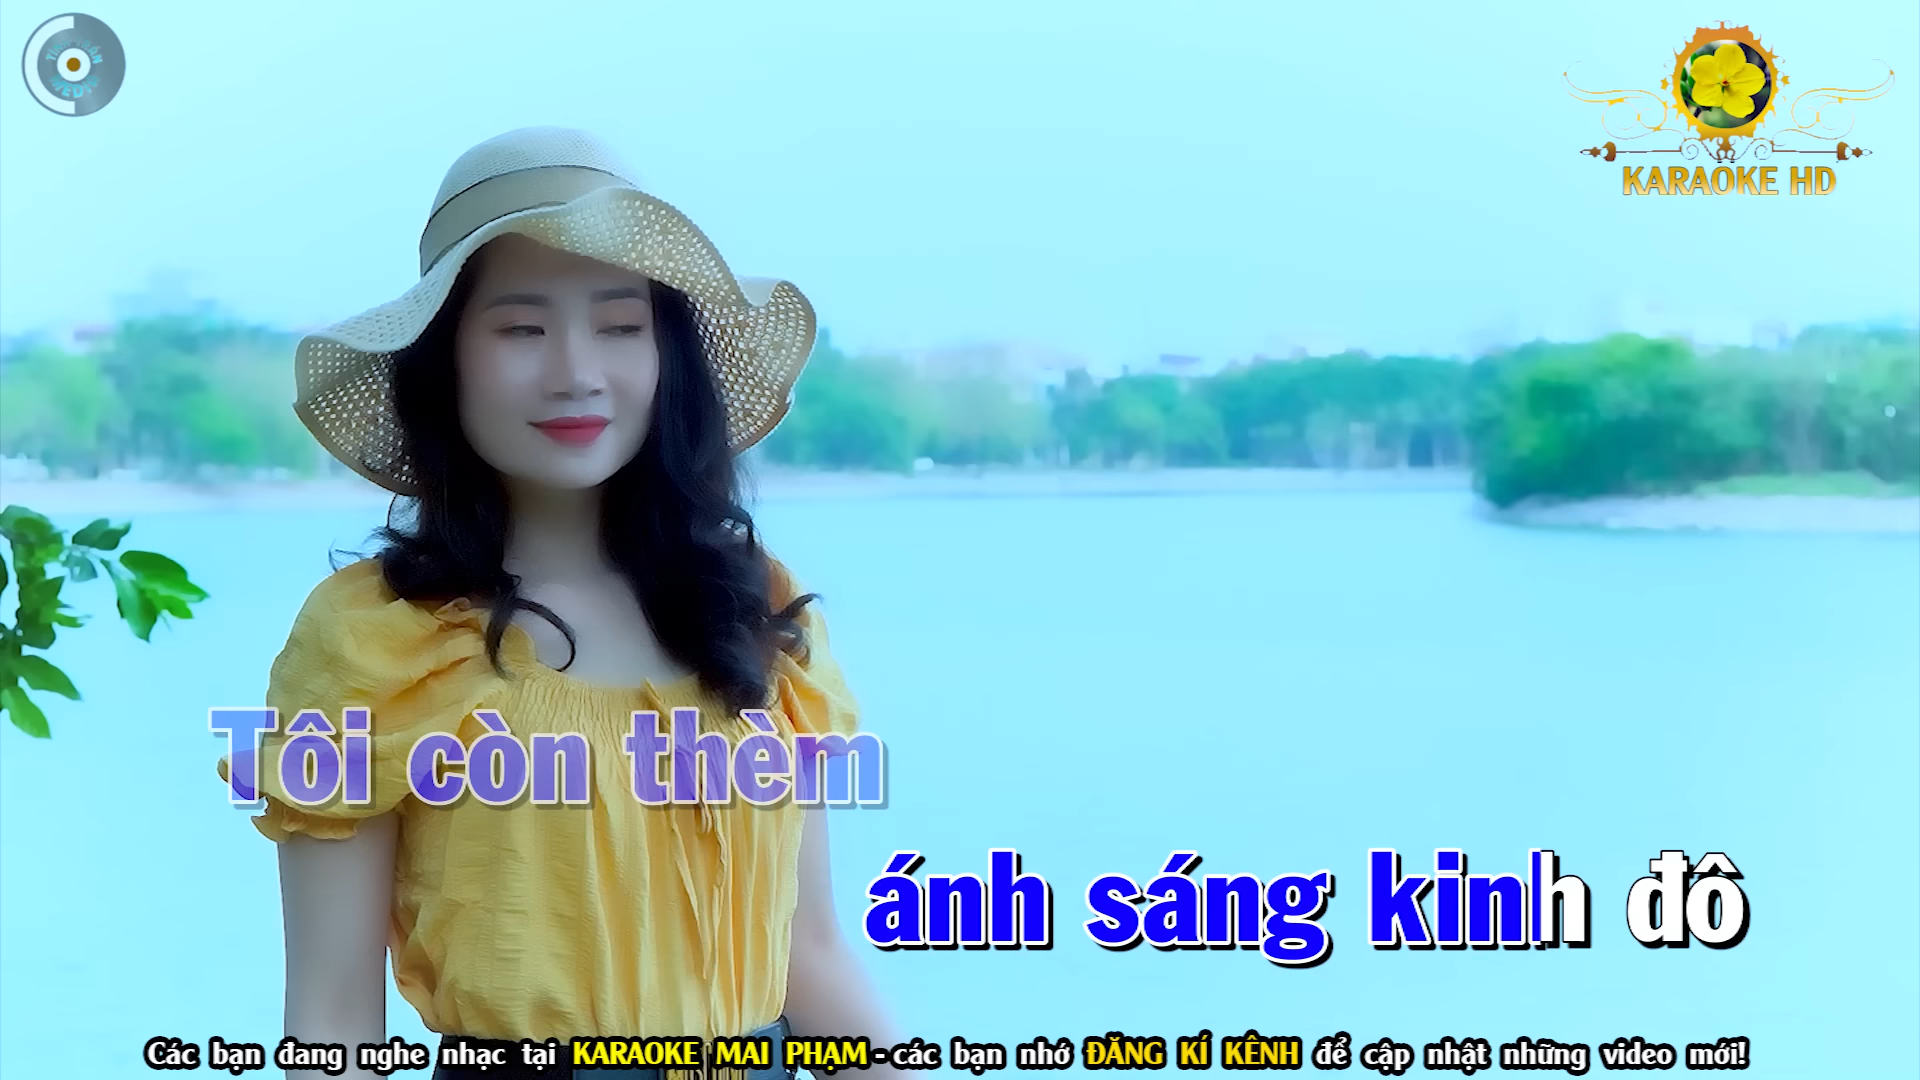 KARAOKE HD
Tôi còn thèm
ánh sáng kinh đô
Các bạn đang nghe nhạc tại KARAOKE MAI PHẠM - các bạn nhớ ĐĂNG KÍ KÊNH để cập nhật những video mới!